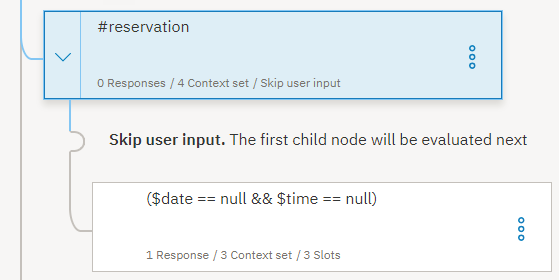 #reservation
0 Responses / 4 Context set / Skip user input
Skip user input. The first child node will be evaluated next
($date == null && $time == null)
1 Response / 3 Context set / 3 Slots